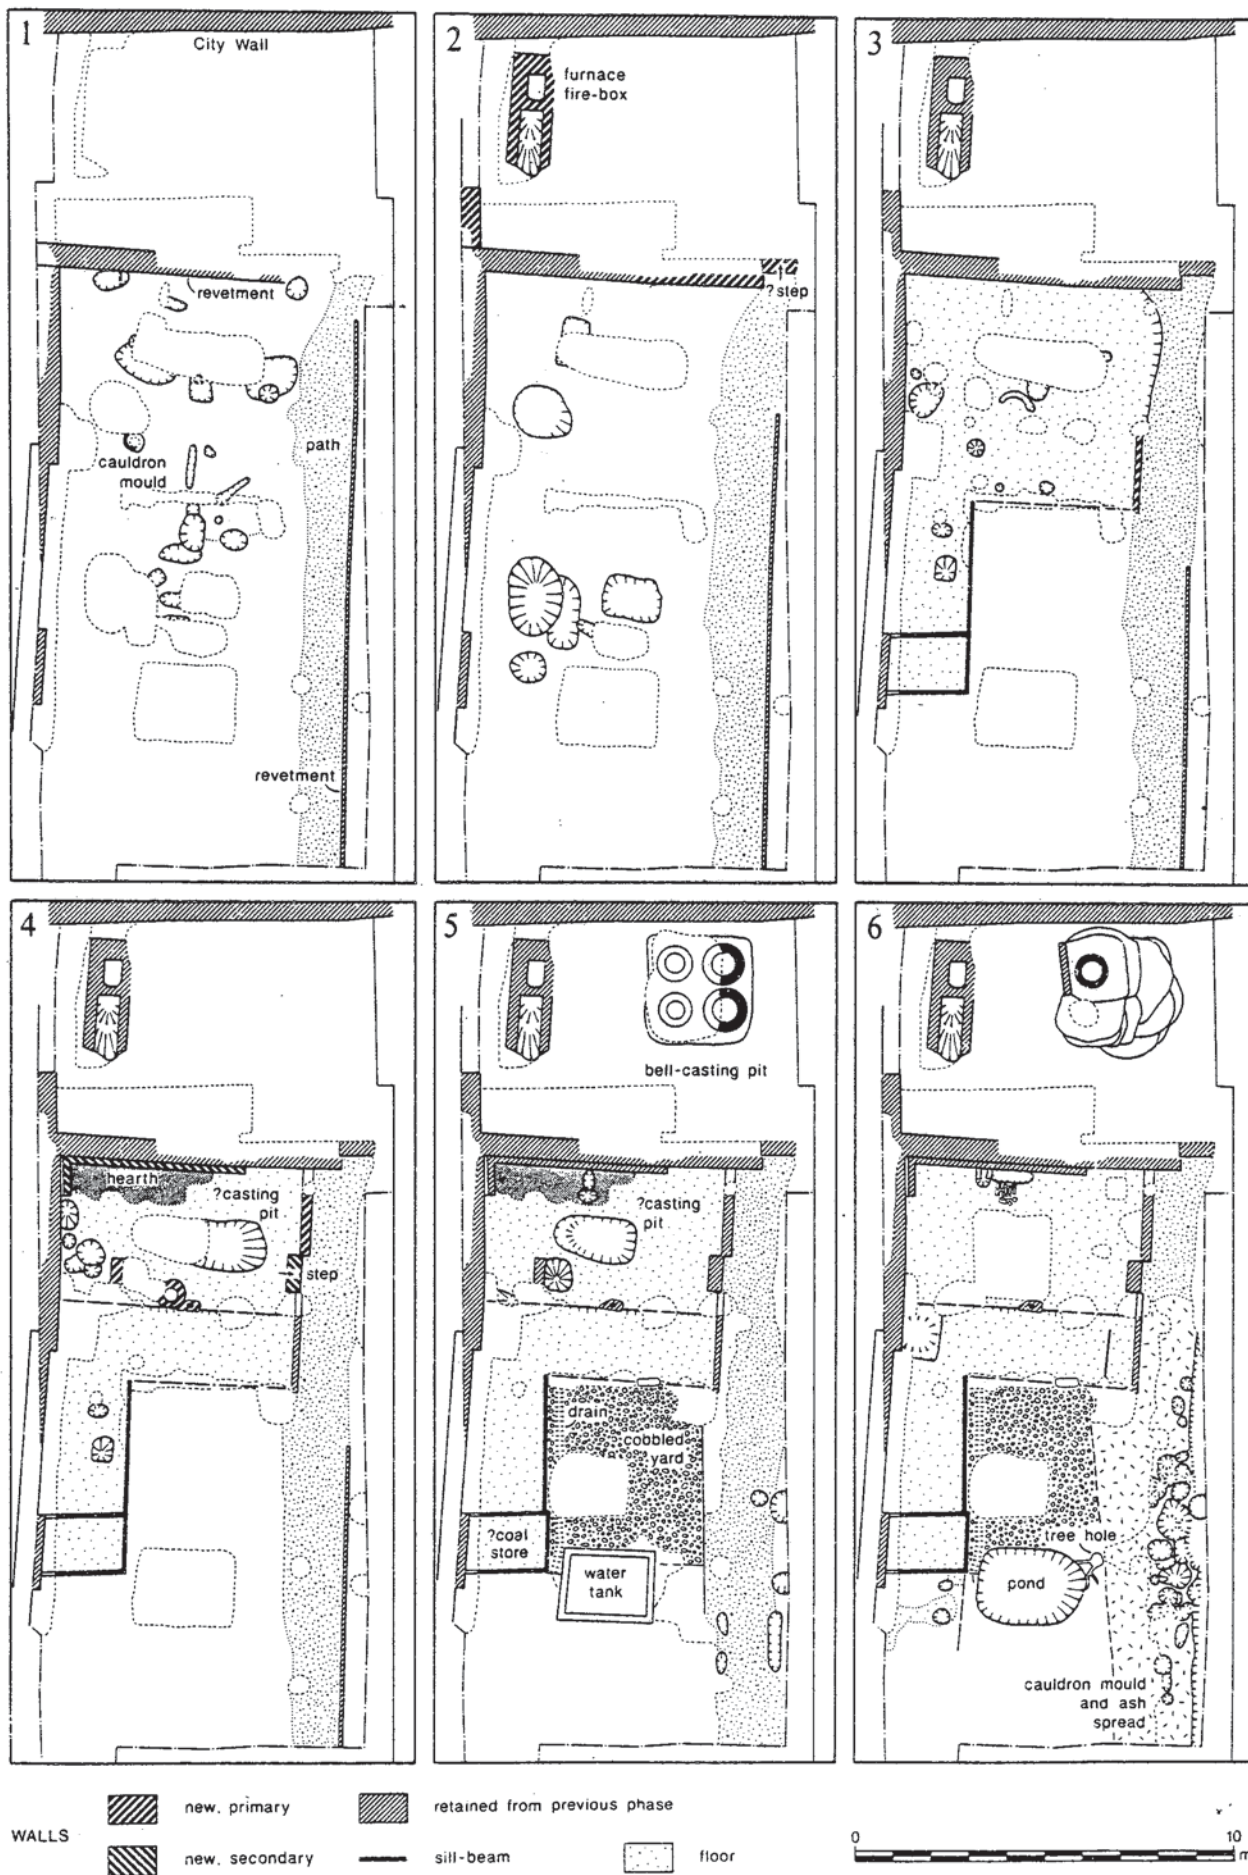 1
City Wall
revetment
path
cauldron
mould
revetment
2
furnace
fire-box
?step
3
4
hearth
?casting
pit
step
5
bell-casting pit
?casting
pit
drain
cobbled
yard
?coal
store
water
tank
6
tree hole
pond
cauldron mould
and ash
spread
WALLS
new, primary
retained from previous phase
new, secondary
sill-beam
floor
0
10
m